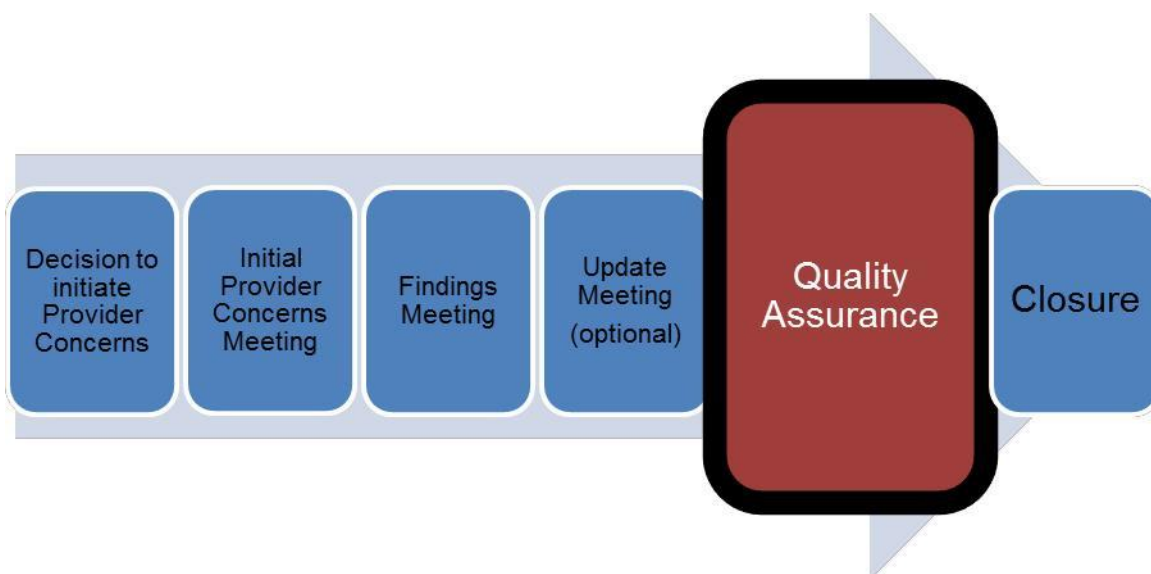 Decision to
initiate
Provider
Concerns
Initial
Provider
Concerns
Meeting
Findings
Meeting
Update
Meeting
(optional)
Quality
Assurance
Closure